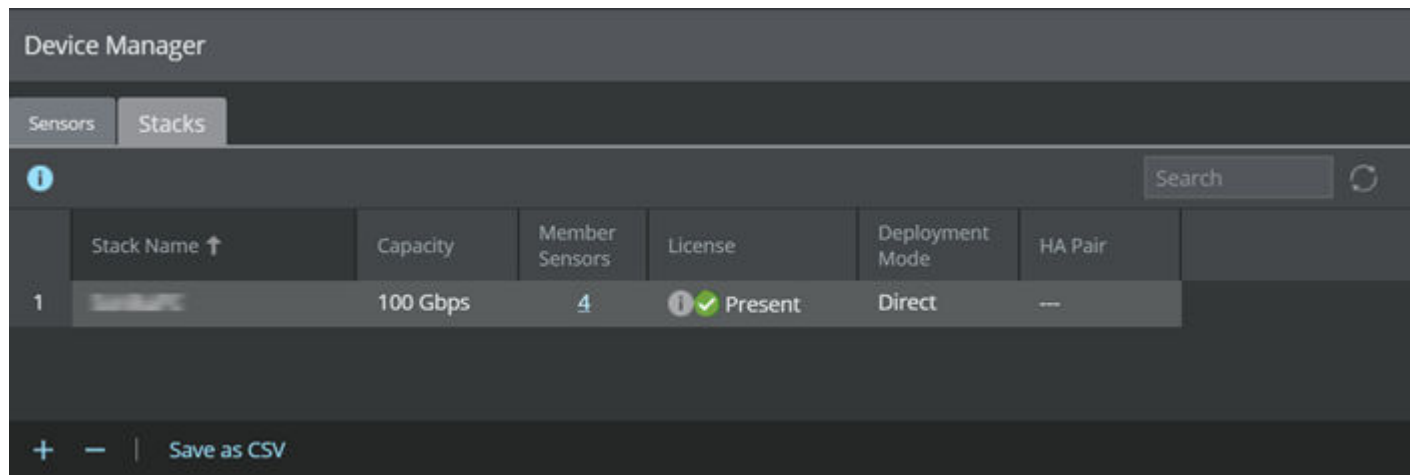 Device Manager
Sensors Stacks
Search
Stack Name Capacity Member Sensors License Deployment Mode HA Pair
1 100 Gbps 4 Present Direct ---
+ − | Save as CSV